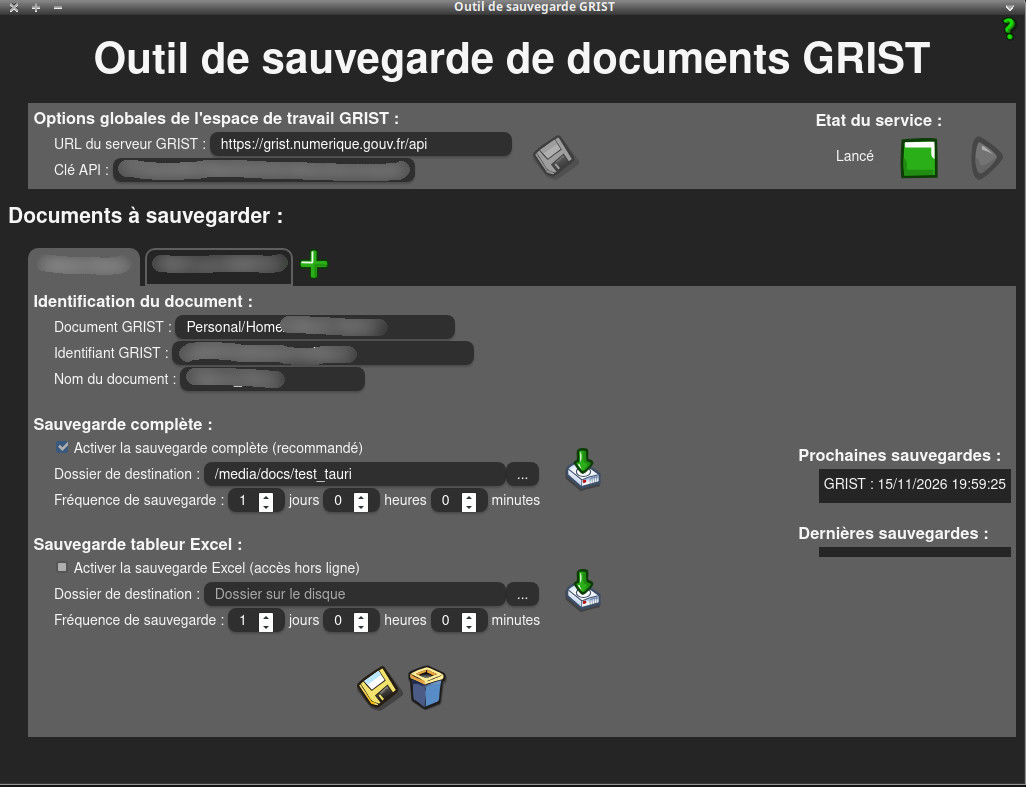 Outil de sauvegarde GRIST
?
Outil de sauvegarde de documents GRIST
Options globales de l'espace de travail GRIST :
URL du serveur GRIST : https://grist.numerique.gouv.fr/api
Clé API :
Etat du service :
Lancé
Documents à sauvegarder :
Identification du document :
Document GRIST : Personal/Home
Identifiant GRIST :
Nom du document :
Sauvegarde complète :
Activer la sauvegarde complète (recommandé)
Dossier de destination : /media/docs/test_tauri ...
Fréquence de sauvegarde : 1 jours 0 heures 0 minutes
Prochaines sauvegardes :
GRIST : 15/11/2026 19:59:25
Dernières sauvegardes :
Sauvegarde tableur Excel :
Activer la sauvegarde Excel (accès hors ligne)
Dossier de destination : Dossier sur le disque ...
Fréquence de sauvegarde : 1 jours 0 heures 0 minutes